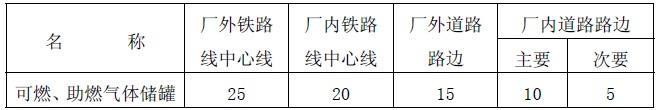 名 称 厂外铁路线中心线 厂内铁路线中心线 厂外道路路边 厂内道路路边
主要 次要
可燃、助燃气体储罐 25 20 15 10 5